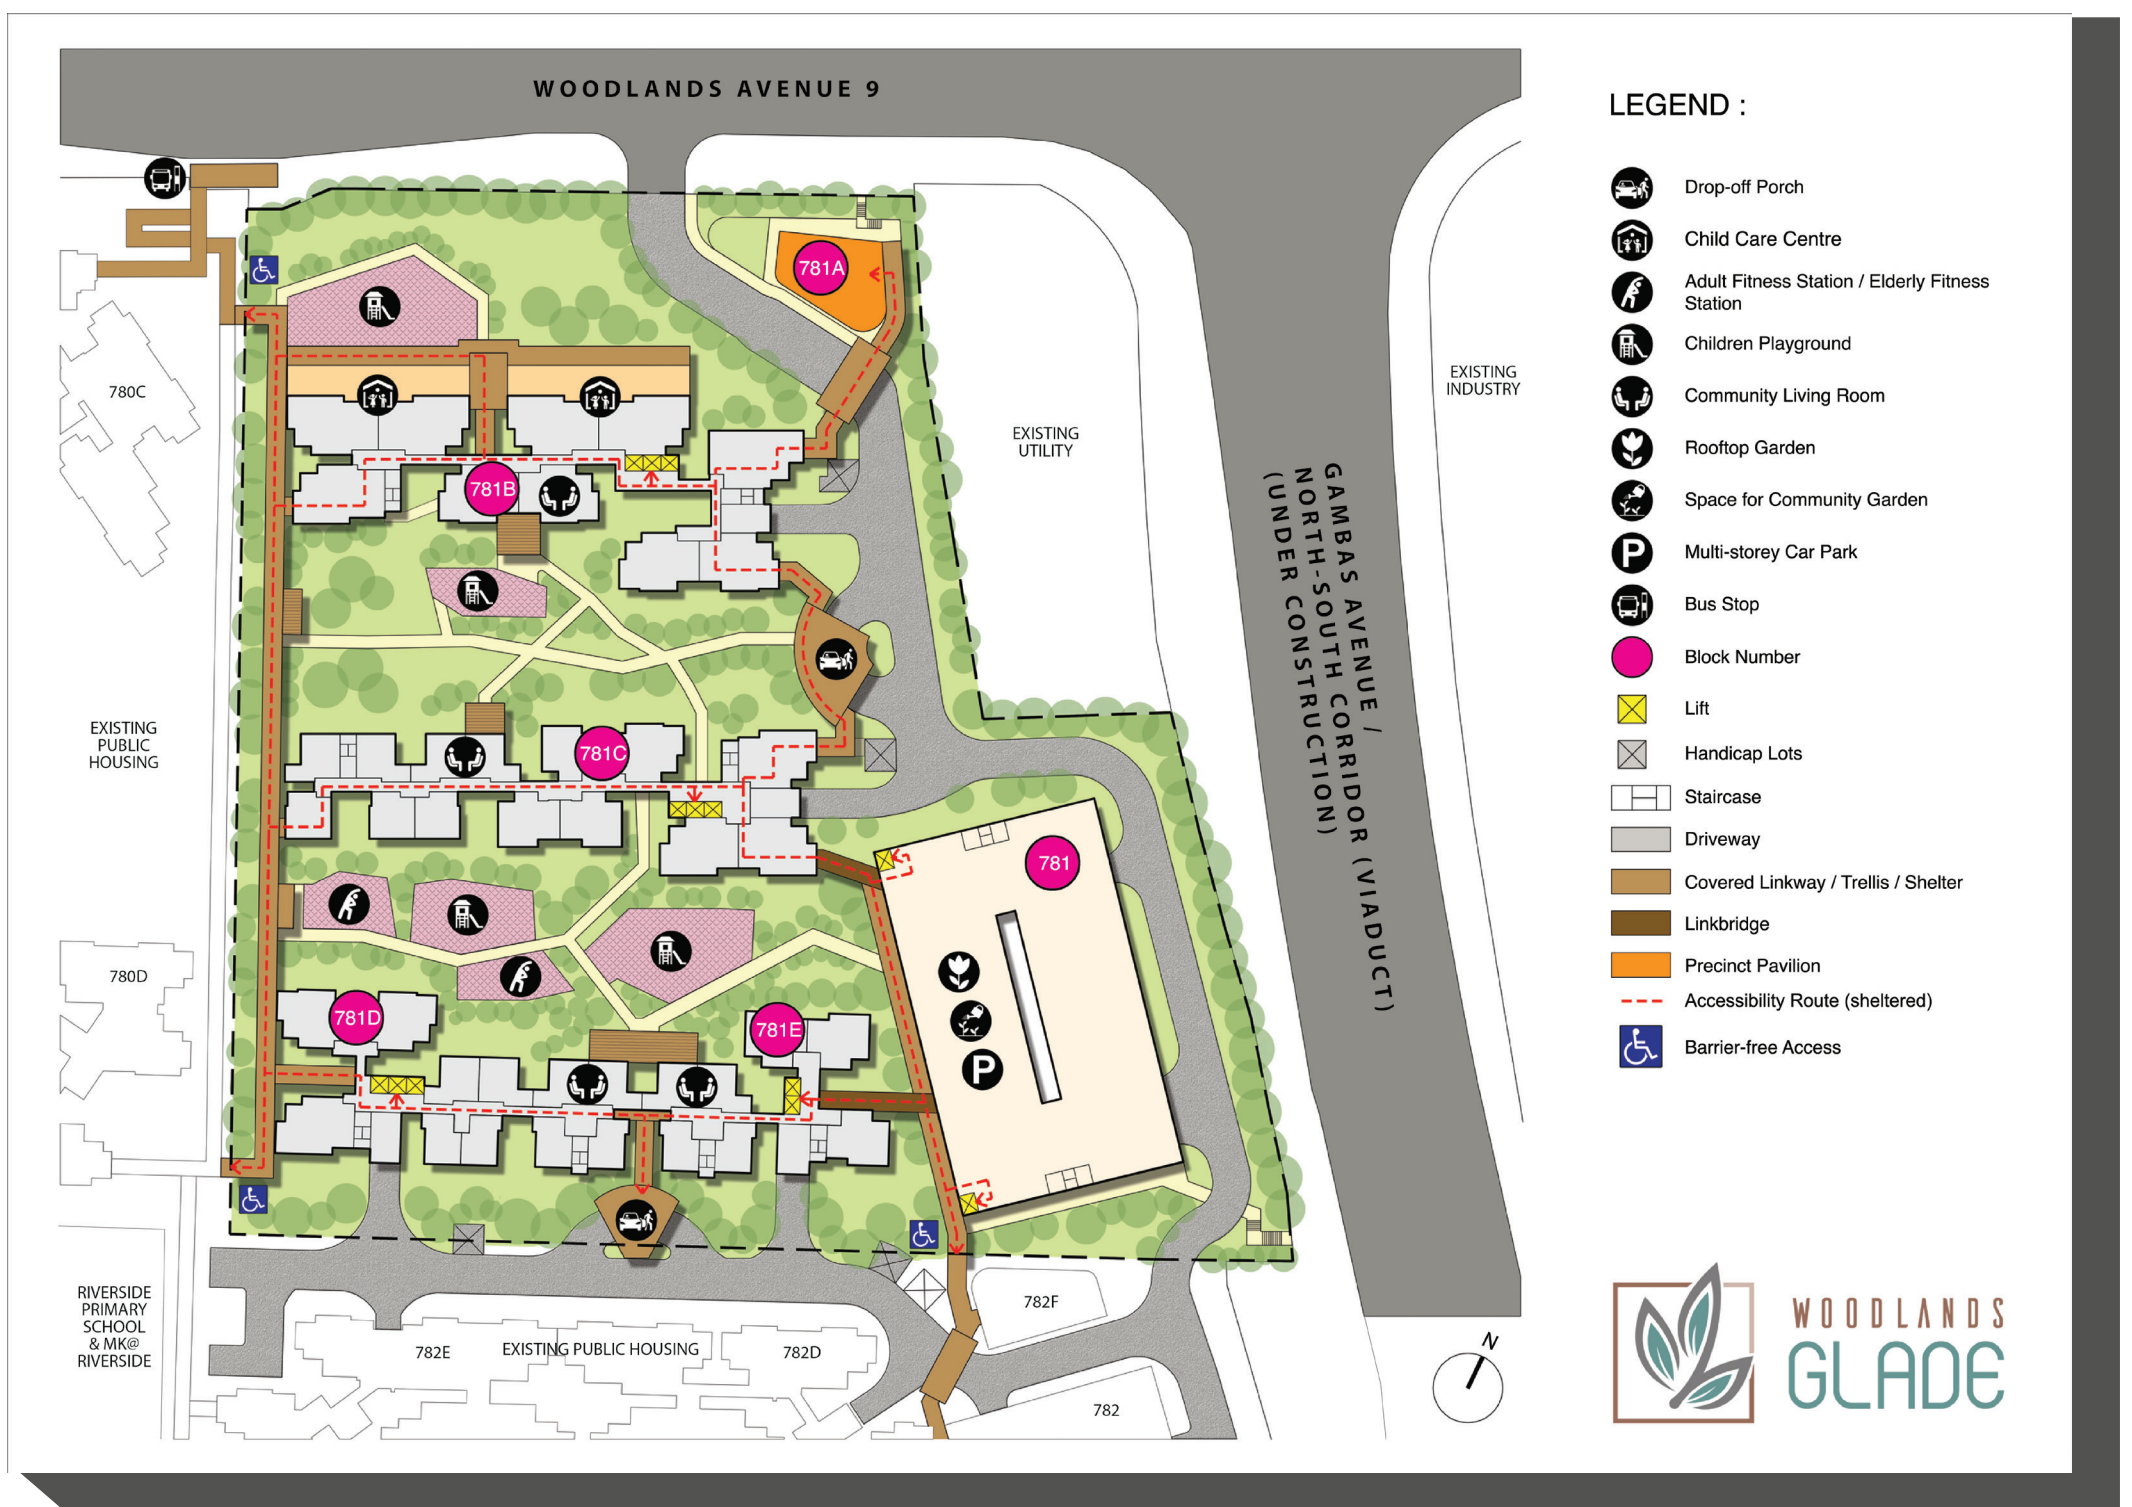 WOODLANDS AVENUE 9
781A
780C
EXISTING
UTILITY
EXISTING
INDUSTRY
781B
GAMBAS AVENUE /
NORTH-SOUTH CORRIDOR (VIADUCT)
(UNDER CONSTRUCTION)
EXISTING
PUBLIC
HOUSING
781C
781
P
780D
781D
781E
RIVERSIDE
PRIMARY
SCHOOL
& MK@
RIVERSIDE
782E
EXISTING PUBLIC HOUSING
782D
782F
782
N
LEGEND :
Drop-off Porch
Child Care Centre
Adult Fitness Station / Elderly Fitness
Station
Children Playground
Community Living Room
Rooftop Garden
Space for Community Garden
P
Multi-storey Car Park
Bus Stop
Block Number
Lift
Handicap Lots
Staircase
Driveway
Covered Linkway / Trellis / Shelter
Linkbridge
Precinct Pavilion
Accessibility Route (sheltered)
Barrier-free Access
WOODLANDS
GLADE